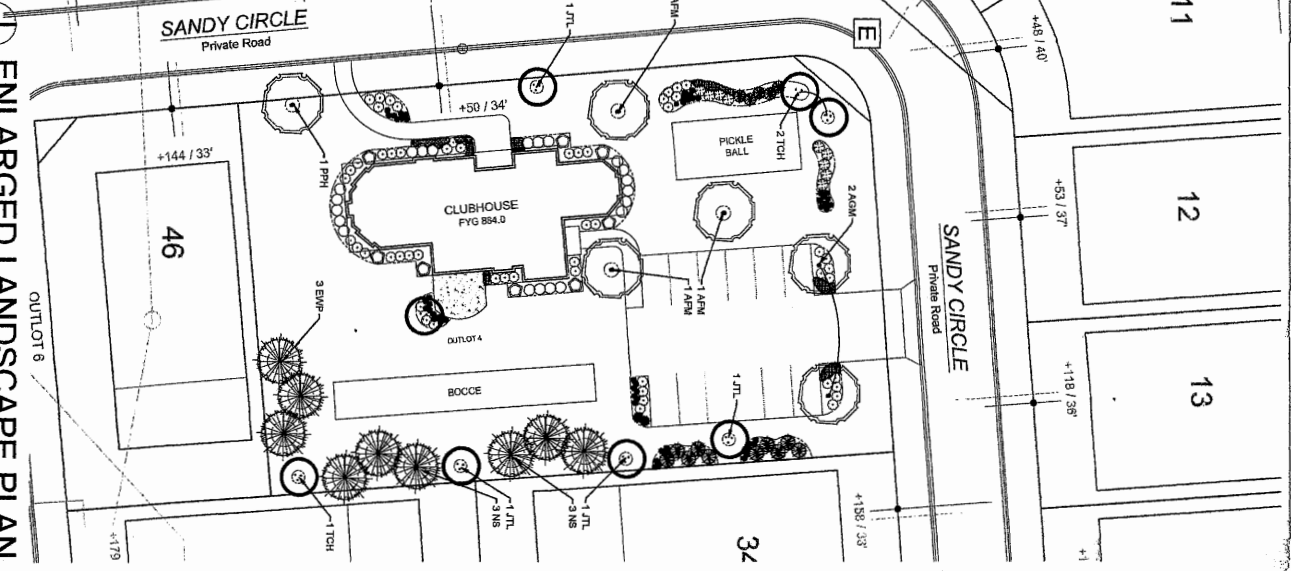 SANDY CIRCLE
Private Road
1 JTL
E
11
+48 / 40'
+50 / 34'
+144 / 33'
1 PPH
PICKLE
BALL
2 TCH
2 AGM
+53 / 37'
12
CLUBHOUSE
FYG 884.0
46
SANDY CIRCLE
Private Road
1 AFM
1 AFM
3 EWP
OUTLOT 4
OUTLOT 6
BOCCE
1 JTL
+118 / 36'
13
1 JTL
3 NS
1 JTL
3 NS
1 TCH
+158 / 33'
34
+179
ENLARGED LANDSCAPE PLAN